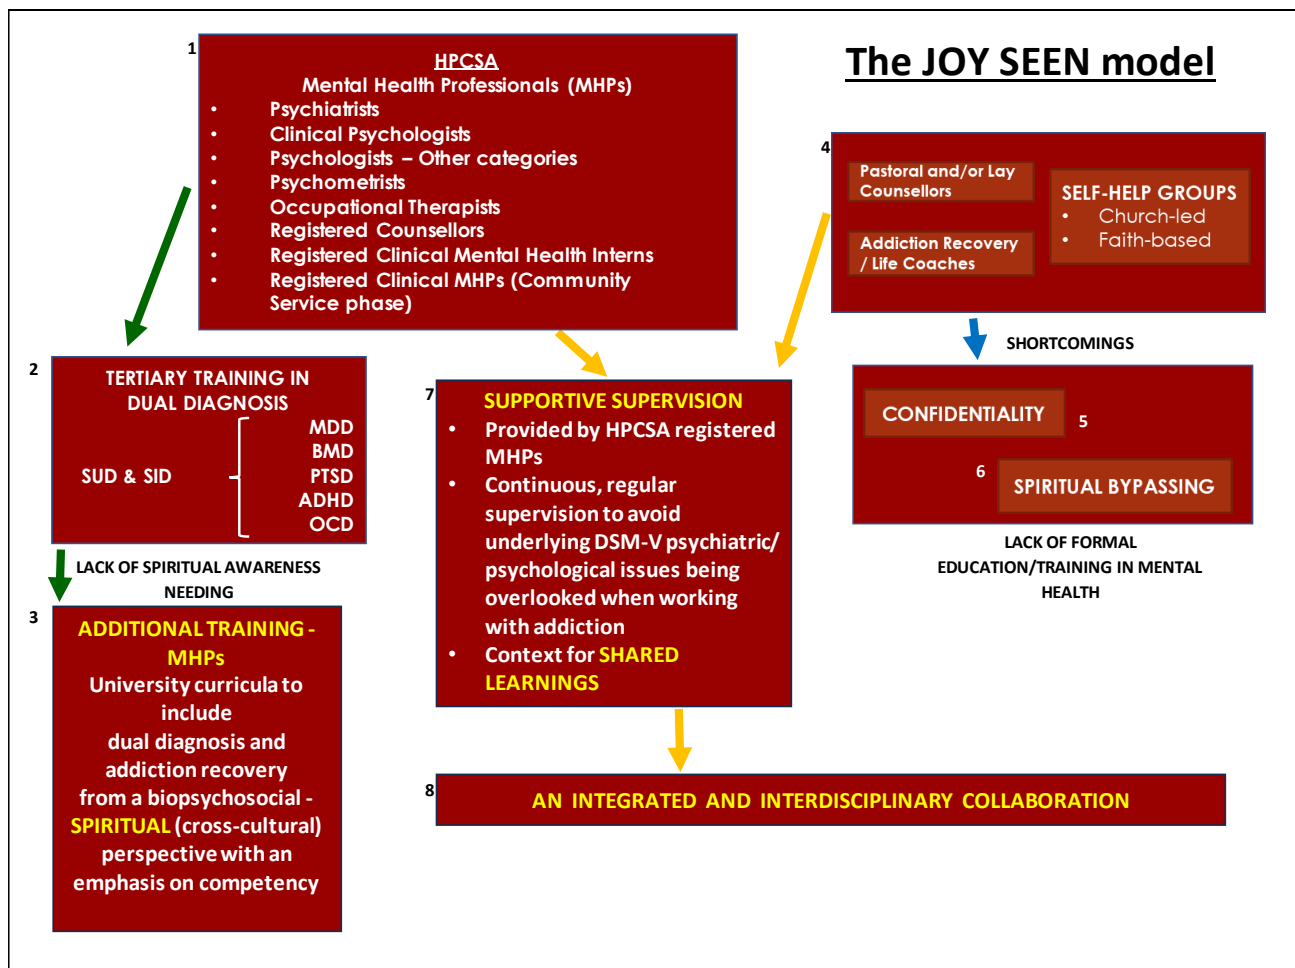 The JOY SEEN model
1
HPCSA
Mental Health Professionals (MHPs)
• Psychiatrists
• Clinical Psychologists
• Psychologists – Other categories
• Psychometrists
• Occupational Therapists
• Registered Counsellors
• Registered Clinical Mental Health Interns
• Registered Clinical MHPs (Community
Service phase)
2
TERTIARY TRAINING IN
DUAL DIAGNOSIS
SUD & SID
MDD
BMD
PTSD
ADHD
OCD
LACK OF SPIRITUAL AWARENESS
NEEDING
3
ADDITIONAL TRAINING -
MHPs
University curricula to
include
dual diagnosis and
addiction recovery
from a biopsychosocial -
SPIRITUAL (cross-cultural)
perspective with an
emphasis on competency
4
Pastoral and/or Lay
Counsellors
Addiction Recovery
/ Life Coaches
SELF-HELP GROUPS
• Church-led
• Faith-based
SHORTCOMINGS
CONFIDENTIALITY
5
6
SPIRITUAL BYPASSING
LACK OF FORMAL
EDUCATION/TRAINING IN MENTAL
HEALTH
7
SUPPORTIVE SUPERVISION
• Provided by HPCSA registered
MHPs
• Continuous, regular
supervision to avoid
underlying DSM-V psychiatric/
psychological issues being
overlooked when working
with addiction
• Context for SHARED
LEARNINGS
8
AN INTEGRATED AND INTERDISCIPLINARY COLLABORATION